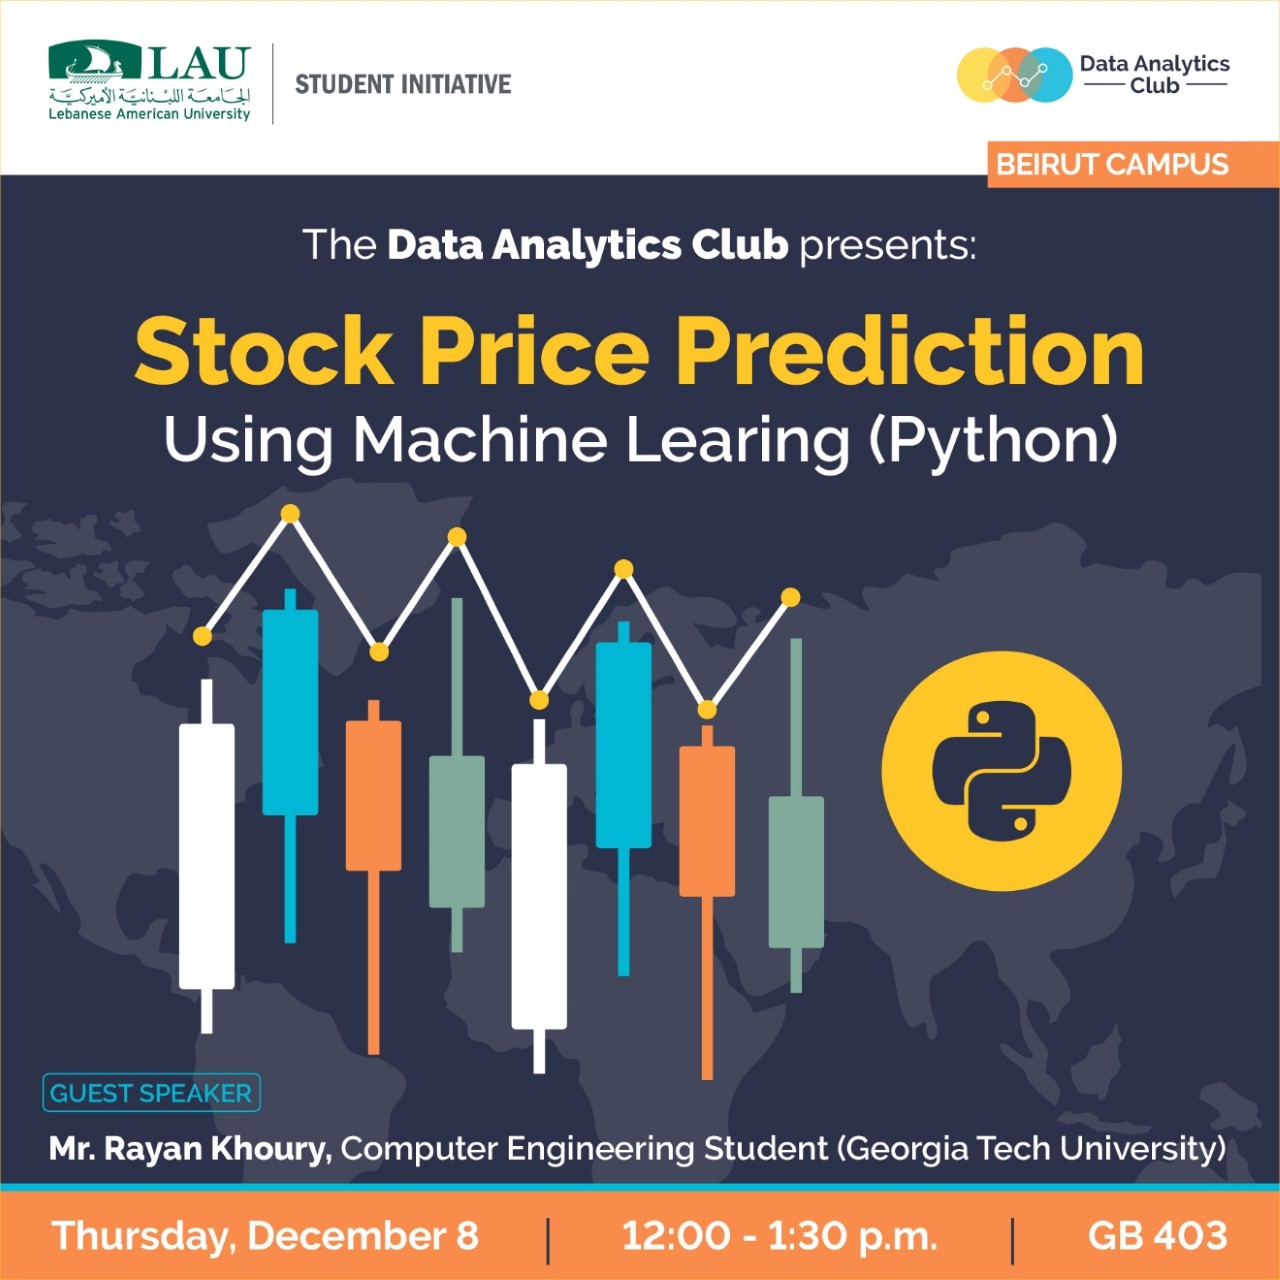 LAU
الجامعة اللبنانية الأميركية
Lebanese American University
STUDENT INITIATIVE
Data Analytics
Club
BEIRUT CAMPUS
The Data Analytics Club presents:
Stock Price Prediction
Using Machine Learing (Python)
GUEST SPEAKER
Mr. Rayan Khoury, Computer Engineering Student (Georgia Tech University)
Thursday, December 8 | 12:00 - 1:30 p.m. | GB 403